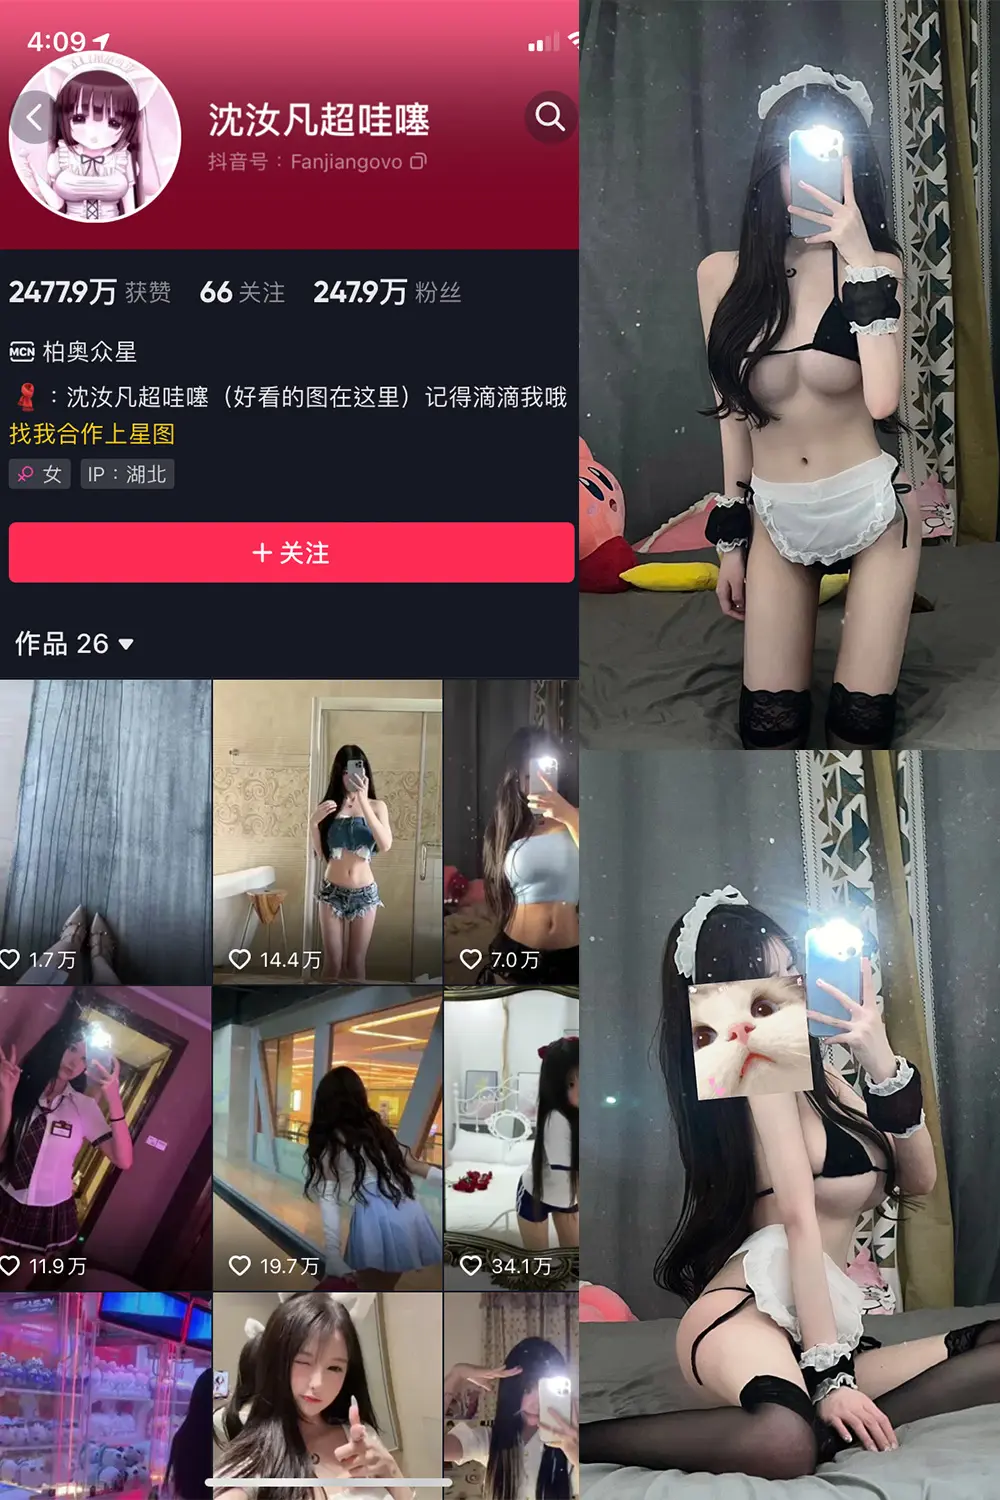 4:09
沈汝凡超哇噻
抖音号：Fanjiangovo
2477.9万 获赞 66 关注 247.9万 粉丝
MCN 柏奥众星
：沈汝凡超哇噻（好看的图在这里）记得滴滴我哦
找我合作上星图
女 IP：湖北
+ 关注
作品 26
1.7万 14.4万 7.0万
11.9万 19.7万 34.1万